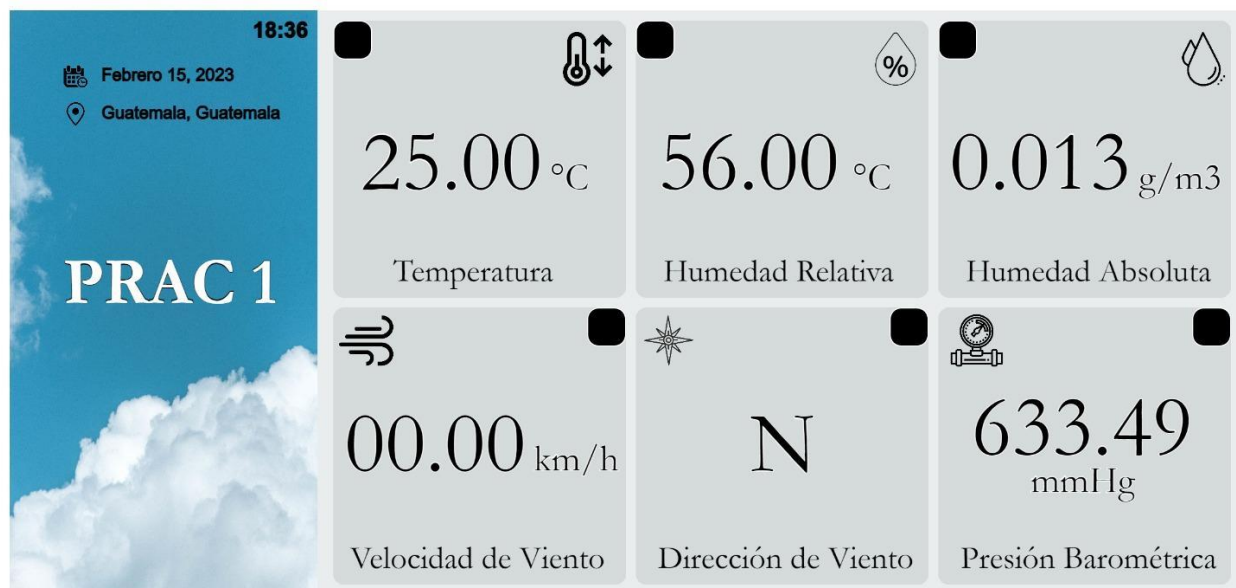 18:36
Febrero 15, 2023
Guatemala, Guatemala
PRAC 1
25.00 °C
Temperatura
%
56.00 °C
Humedad Relativa
0.013 g/m3
Humedad Absoluta
00.00 km/h
Velocidad de Viento
N
Dirección de Viento
633.49
mmHg
Presión Barométrica